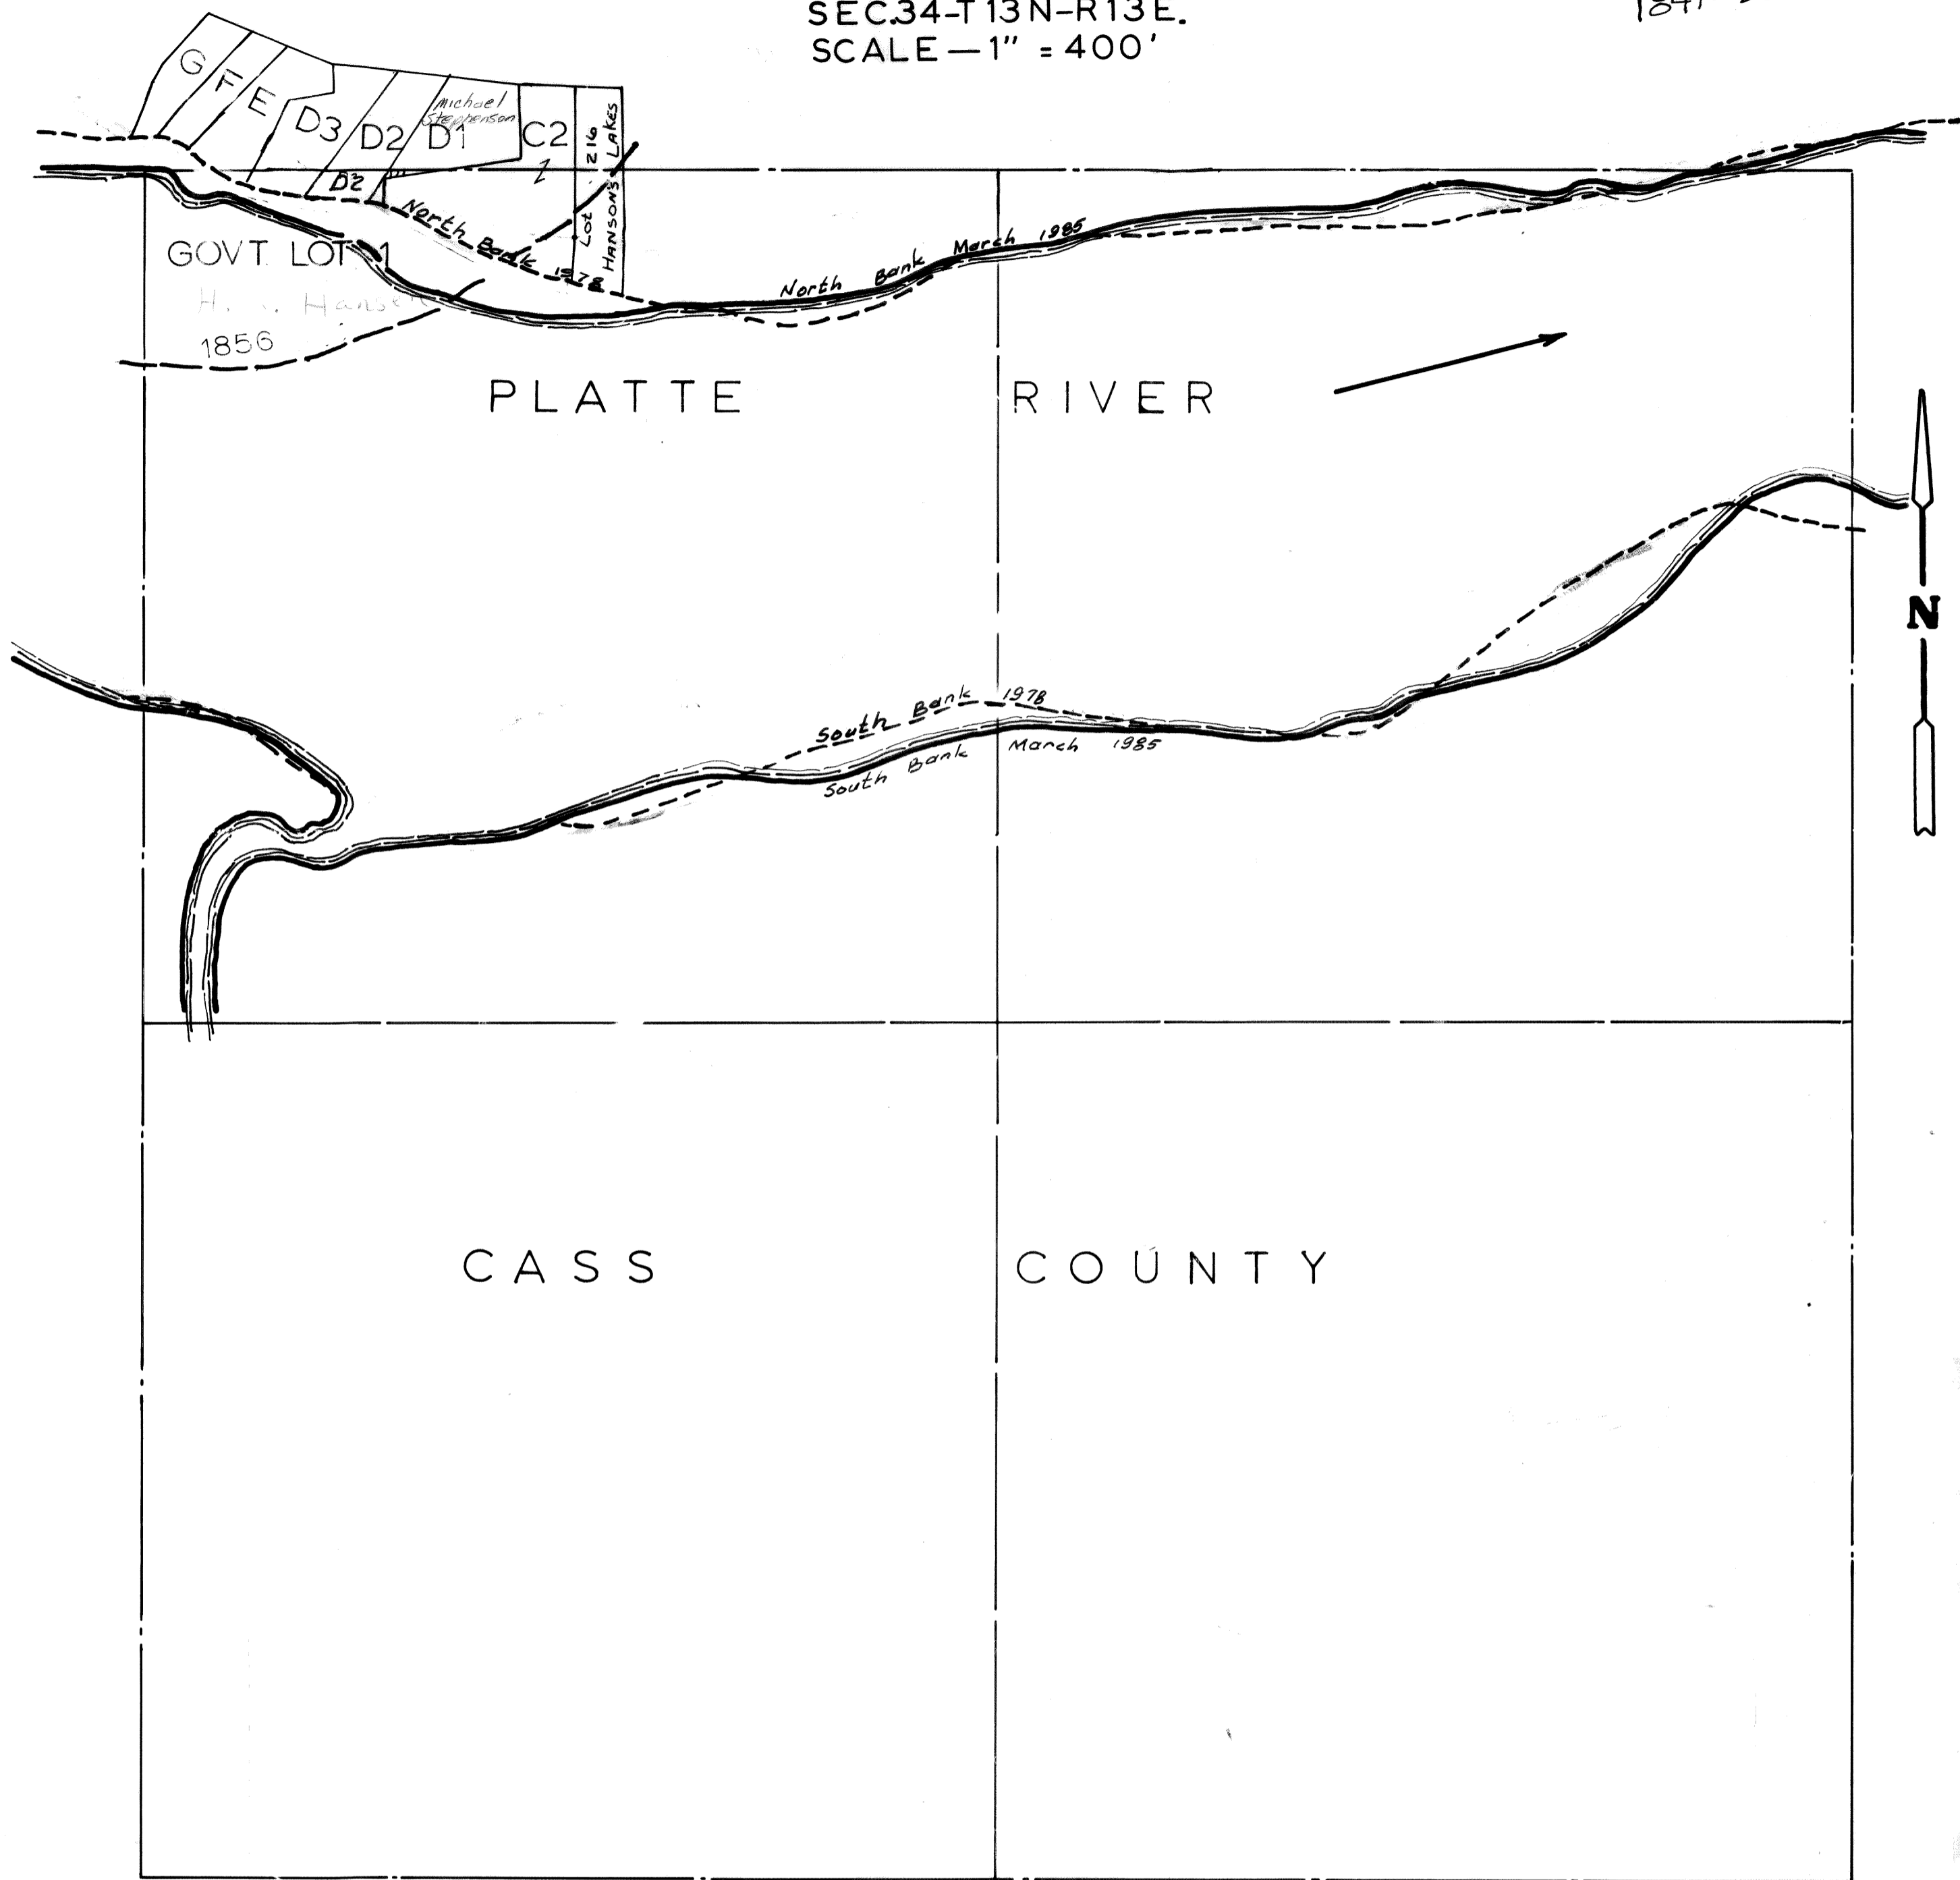 SEC.34-T13N-R13E.
SCALE—1" = 400'
G
F
E
D3
D2
Michael
Stephenson
D1
C2
Lot 216
HANSONS LAKES
D2
North Bank 1978
GOVT. LOT 1
Hansen
1856
North Bank March 1985
PLATTE RIVER
N
South Bank 1978
South Bank March 1985
CASS COUNTY